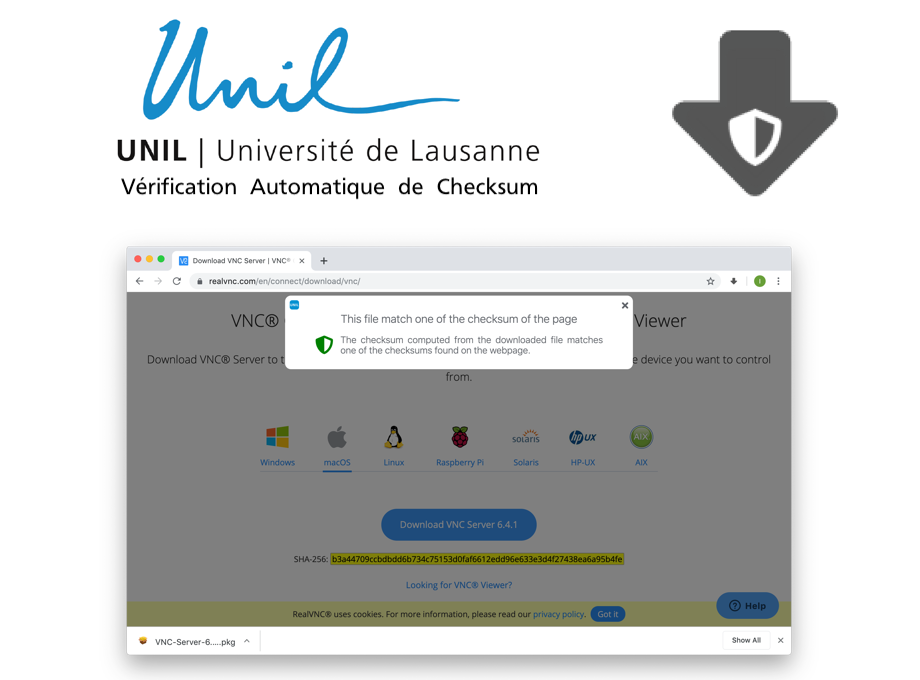 Unil
UNIL | Université de Lausanne
Vérification Automatique de Checksum
Download VNC Server | VNC®
realvnc.com/en/connect/download/vnc/
UNIL
This file match one of the checksum of the page
The checksum computed from the downloaded file matches
one of the checksums found on the webpage.
VNC® Viewer
Download VNC® Server to t e device you want to control
from.
Windows macOS Linux Raspberry Pi Solaris HP-UX AIX
Download VNC Server 6.4.1
SHA-256: b3a44709ccbdbdd6b734c75153d0faf6612edd96e633e3d4f27438ea6a95b4fe
Looking for VNC® Viewer?
RealVNC® uses cookies. For more information, please read our privacy policy. Got it
Help
VNC-Server-6.....pkg
Show All